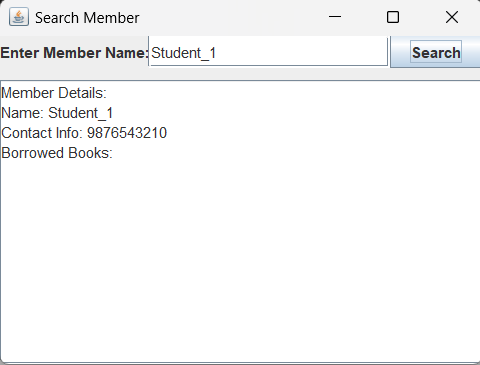 Search Member
Enter Member Name: Student_1 Search
Member Details:
Name: Student_1
Contact Info: 9876543210
Borrowed Books: